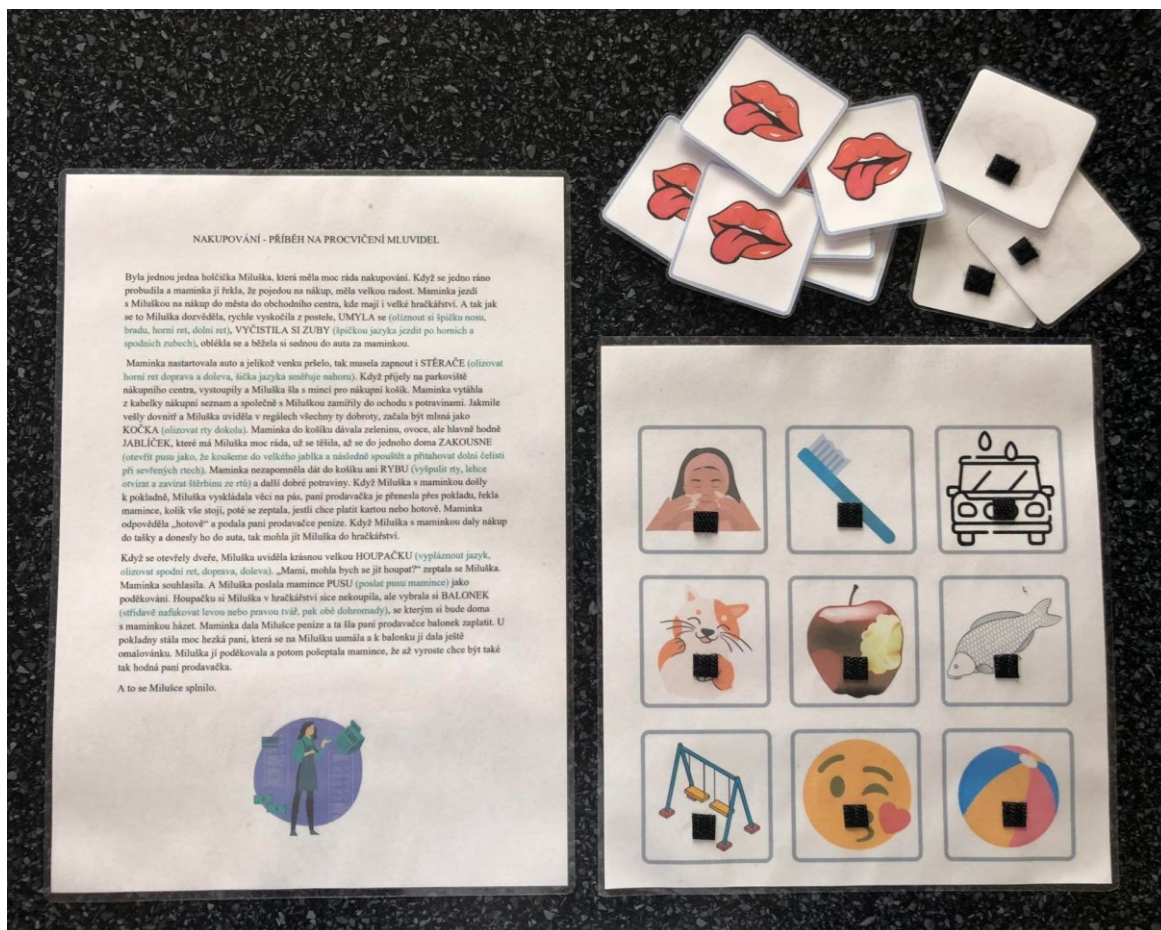 NAKUPOVÁNÍ - PŘÍBĚH NA PROCVIČENÍ MLUVIDEL
Byla jednou jedna holčička Miluška, která měla moc ráda nakupování. Když se jedno ráno
probudila a maminka jí řekla, že pojedou na nákup, měla velkou radost. Maminka jezdí
s Miluškou na nákup do města do obchodního centra, kde mají i velké hračkářství. A tak jak
se to Miluška dozvěděla, rychle vyskočila z postele, UMYLA se (olíznout si špičku nosu,
bradu, horní ret, dolní ret), VYČISTILA SI ZUBY (špičkou jazyka jezdit po horních a
spodních zubech), oblékla se a běžela si sednou do auta za maminkou.
Maminka nastartovala auto a jelikož venku pršelo, tak musela zapnout i STĚRAČE (olizovat
horní ret doprava a doleva, šička jazyka směřuje nahoru). Když přijely na parkoviště
nákupního centra, vystoupily a Miluška šla s mincí pro nákupní košík. Maminka vytáhla
z kabelky nákupní seznam a společně s Miluškou zamířily do ochodu s potravinami. Jakmile
vešly dovnitř a Miluška uviděla v regálech všechny ty dobroty, začala být mlsná jako
KOČKA (olizovat rty dokola). Maminka do košíku dávala zeleninu, ovoce, ale hlavně hodně
JABLÍČEK, které má Miluška moc ráda, už se těšila, až se do jednoho doma ZAKOUSNE
(otevřít pusu jako, že koušeme do velkého jablka a následně spouštět a přitahovat dolní čelisti
při sevřených rtech). Maminka nezapomněla dát do košíku ani RYBU (vyšpulit rty, lehce
otvírat a zavírat štěrbinu ze rtů) a další dobré potraviny. Když Miluška s maminkou došly
k pokladně, Miluška vyskládala věci na pás, paní prodavačka je přenesla přes pokladu, řekla
mamince, kolik vše stojí, poté se zeptala, jestli chce platit kartou nebo hotově. Maminka
odpověděla „hotově“ a podala paní prodavačce peníze. Když Miluška s maminkou daly nákup
do tašky a donesly ho do auta, tak mohla jít Miluška do hračkářství.
Když se otevřely dveře, Miluška uviděla krásnou velkou HOUPAČKU (vypláznout jazyk,
olizovat spodní ret, doprava, doleva). „Mami, mohla bych se jít houpat?“ zeptala se Miluška.
Maminka souhlasila. A Miluška poslala mamince PUSU (poslat pusu mamince) jako
poděkování. Houpačku si Miluška v hračkářství sice nekoupila, ale vybrala si BALONEK
(střídavě nafukovat levou nebo pravou tvář, pak obě dohromady), se kterým si bude doma
s maminkou házet. Maminka dala Milušce peníze a ta šla paní prodavačce balonek zaplatit. U
pokladny stála moc hezká paní, která se na Milušku usmála a k balonku jí dala ještě
omalovánku. Miluška jí poděkovala a potom pošeptala mamince, že až vyroste chce být také
tak hodná paní prodavačka.
A to se Milušce splnilo.